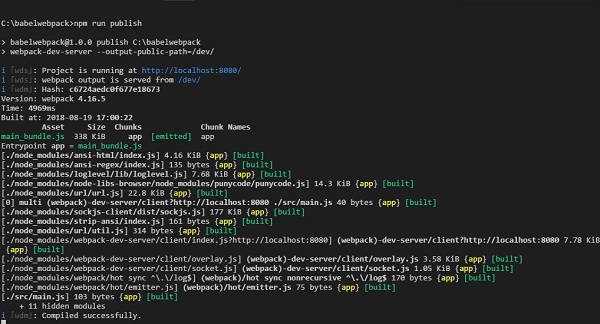 C:\babelwebpack>npm run publish
> babelwebpack@1.0.0 publish C:\babelwebpack
> webpack-dev-server --output-public-path=/dev/
i ｢wds｣: Project is running at http://localhost:8080/
i ｢wds｣: webpack output is served from /dev/
i ｢wdm｣: Hash: c6724aedc0f677e18673
Version: webpack 4.16.5
Time: 4969ms
Built at: 2018-08-19 17:00:22
Asset Size Chunks Chunk Names
main_bundle.js 338 KiB app [emitted] app
Entrypoint app = main_bundle.js
[./node_modules/ansi-html/index.js] 4.16 KiB {app} [built]
[./node_modules/ansi-regex/index.js] 135 bytes {app} [built]
[./node_modules/loglevel/lib/loglevel.js] 7.68 KiB {app} [built]
[./node_modules/node-libs-browser/node_modules/punycode/punycode.js] 14.3 KiB {app} [built]
[./node_modules/url/url.js] 22.8 KiB {app} [built]
[0] multi (webpack)-dev-server/client?http://localhost:8080 ./src/main.js 40 bytes {app} [built]
[./node_modules/sockjs-client/dist/sockjs.js] 177 KiB {app} [built]
[./node_modules/strip-ansi/index.js] 161 bytes {app} [built]
[./node_modules/url/util.js] 314 bytes {app} [built]
[./node_modules/webpack-dev-server/client/index.js?http://localhost:8080] (webpack)-dev-server/client?http://localhost:8080 7.78 KiB
{app} [built]
[./node_modules/webpack-dev-server/client/overlay.js] (webpack)-dev-server/client/overlay.js 3.58 KiB {app} [built]
[./node_modules/webpack-dev-server/client/socket.js] (webpack)-dev-server/client/socket.js 1.05 KiB {app} [built]
[./node_modules/webpack/hot sync ^\.\/log$] (webpack)/hot sync nonrecursive ^\.\/log$ 170 bytes {app} [built]
[./node_modules/webpack/hot/emitter.js] (webpack)/hot/emitter.js 75 bytes {app} [built]
[./src/main.js] 103 bytes {app} [built]
+ 11 hidden modules
i ｢wdm｣: Compiled successfully.